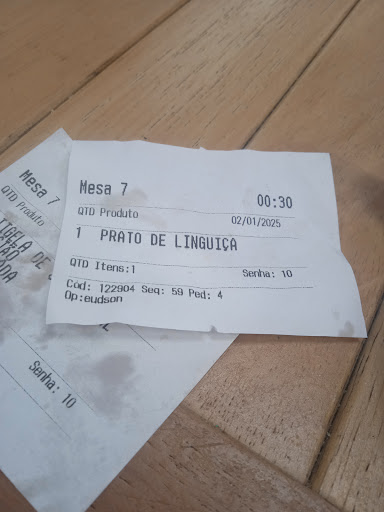 Mesa 7
00:30
QTD Produto
02/01/2025
1 PRATO DE LINGUIÇA
QTD Itens:1
Senha: 10
Cod: 122904 Seq: 59 Ped: 4
Op:eudson
Mesa 7
QTD Produto
DE
Senha: 10